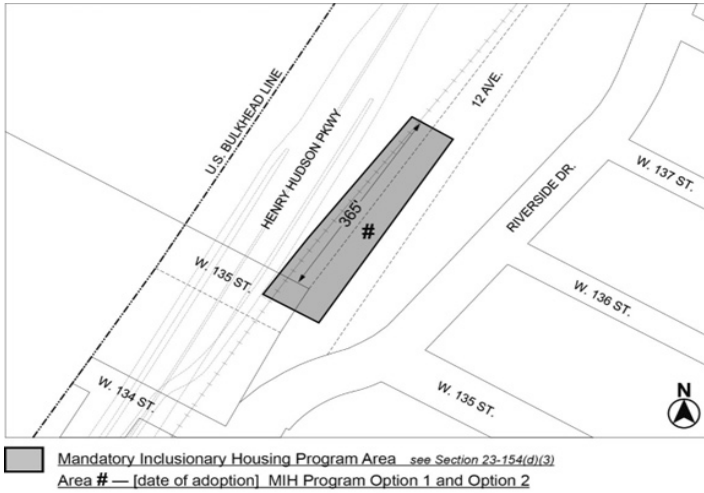 12 AVE.
U.S. BULKHEAD LINE
HENRY HUDSON PKWY
W. 137 ST.
RIVERSIDE DR.
365'
#
W. 135 ST.
W. 136 ST.
W. 134 ST.
W. 135 ST.
N
Mandatory Inclusionary Housing Program Area see Section 23-154(d)(3)
Area # — [date of adoption] MIH Program Option 1 and Option 2